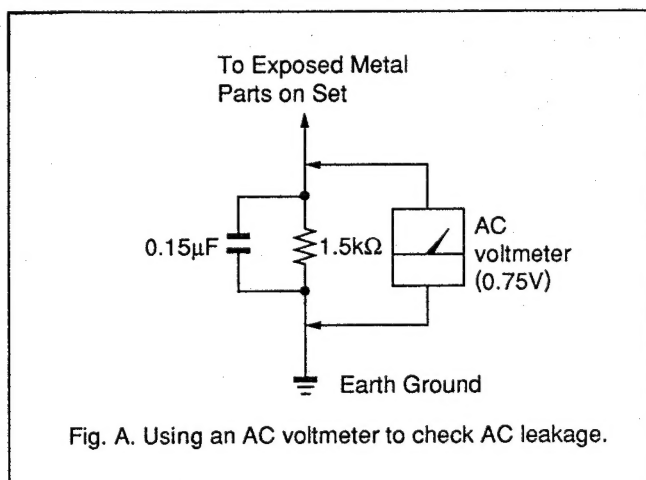 To Exposed Metal
Parts on Set
0.15μF
1.5kΩ
AC
voltmeter
(0.75V)
Earth Ground
Fig. A. Using an AC voltmeter to check AC leakage.